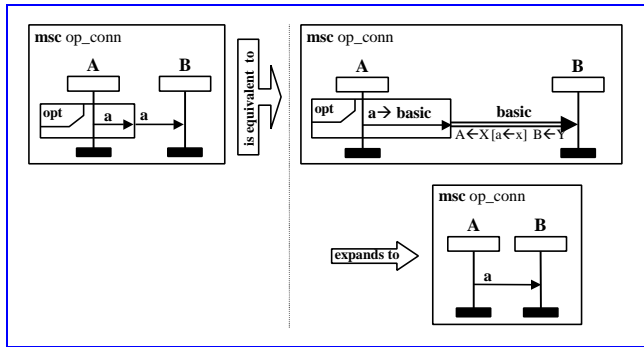 msc op_conn
A B
opt
a a
is equivalent to
msc op_conn
A B
opt
a→ basic basic
A←X [a←x] B←Y
expands to
msc op_conn
A B
a